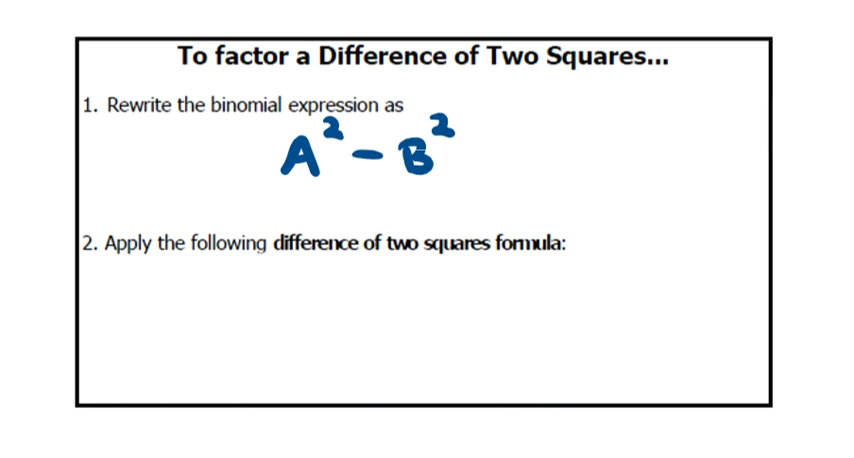 To factor a Difference of Two Squares...
1. Rewrite the binomial expression as
A² – B²
2. Apply the following difference of two squares formula: